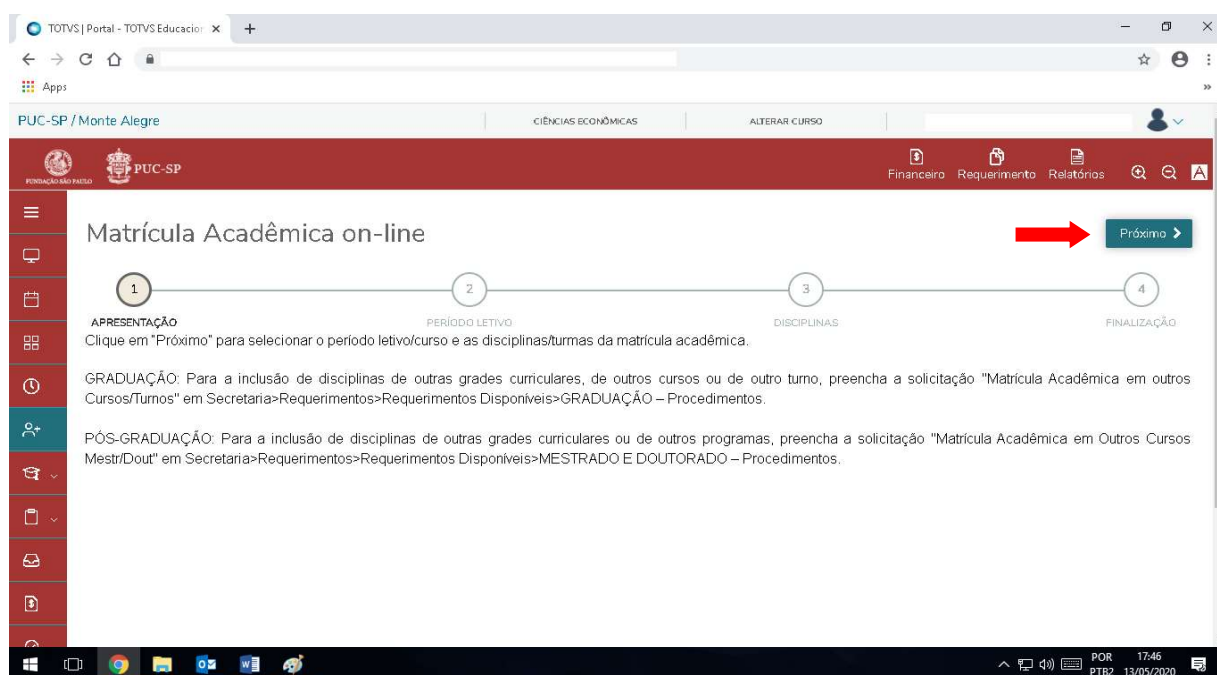 TOTVS | Portal - TOTVS Educacion
Apps
PUC-SP / Monte Alegre
CIÊNCIAS ECONÔMICAS
ALTERAR CURSO
FUNDAÇÃO SÃO PAULO
PUC-SP
Financeiro
Requerimento
Relatórios
A
Matrícula Acadêmica on-line
Próximo
1
2
3
4
APRESENTAÇÃO
PERÍODO LETIVO
DISCIPLINAS
FINALIZAÇÃO
Clique em "Próximo" para selecionar o período letivo/curso e as disciplinas/turmas da matrícula acadêmica.
GRADUAÇÃO: Para a inclusão de disciplinas de outras grades curriculares, de outros cursos ou de outro turno, preencha a solicitação "Matrícula Acadêmica em outros
Cursos/Turnos" em Secretaria>Requerimentos>Requerimentos Disponíveis>GRADUAÇÃO – Procedimentos.
PÓS-GRADUAÇÃO: Para a inclusão de disciplinas de outras grades curriculares ou de outros programas, preencha a solicitação "Matrícula Acadêmica em Outros Cursos
Mestr/Dout" em Secretaria>Requerimentos>Requerimentos Disponíveis>MESTRADO E DOUTORADO – Procedimentos.
POR
17:46
PTB2
13/05/2020